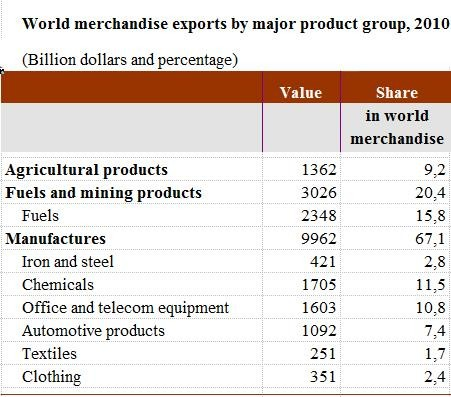 World merchandise exports by major product group, 2010
(Billion dollars and percentage)
Value Share
in world
merchandise
Agricultural products 1362 9,2
Fuels and mining products 3026 20,4
Fuels 2348 15,8
Manufactures 9962 67,1
Iron and steel 421 2,8
Chemicals 1705 11,5
Office and telecom equipment 1603 10,8
Automotive products 1092 7,4
Textiles 251 1,7
Clothing 351 2,4